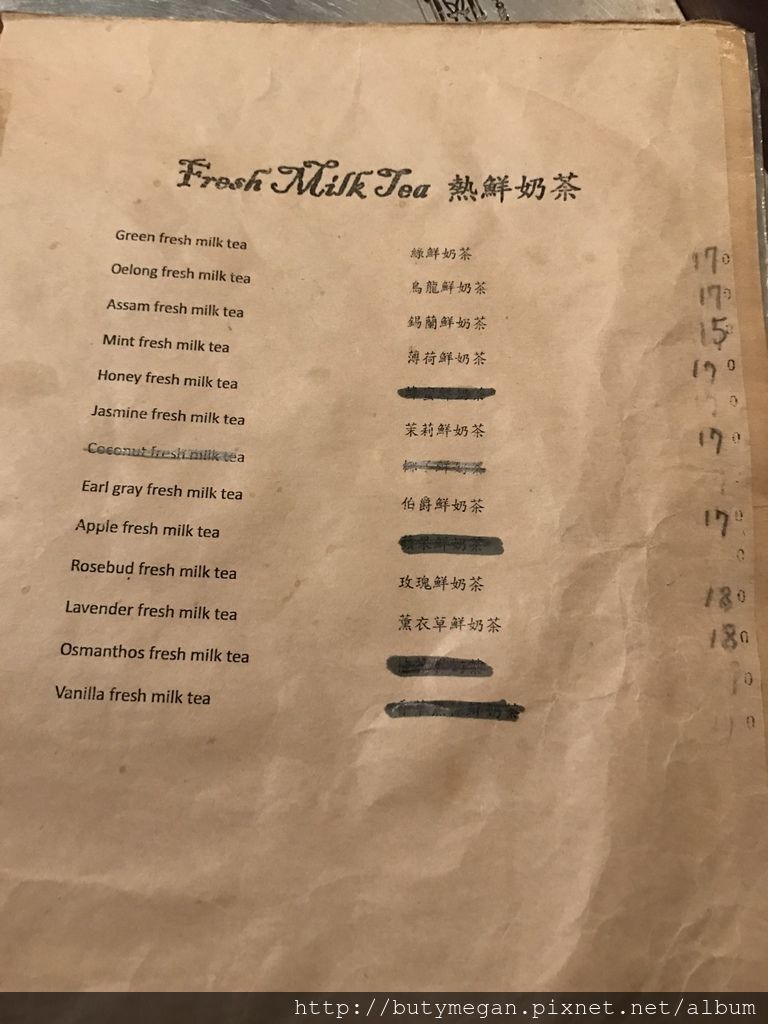 Fresh Milk Tea 熱鮮奶茶
Green fresh milk tea 綠鮮奶茶 170
Oelong fresh milk tea 烏龍鮮奶茶 170
Assam fresh milk tea 錫蘭鮮奶茶 150
Mint fresh milk tea 薄荷鮮奶茶 170
Honey fresh milk tea 0
Jasmine fresh milk tea 茉莉鮮奶茶 170
Coconut fresh milk tea
Earl gray fresh milk tea 伯爵鮮奶茶 170
Apple fresh milk tea 0
Rosebud fresh milk tea 玫瑰鮮奶茶 180
Lavender fresh milk tea 薰衣草鮮奶茶 180
Osmanthos fresh milk tea 0
Vanilla fresh milk tea 0
http://butymegan.pixnet.net/album